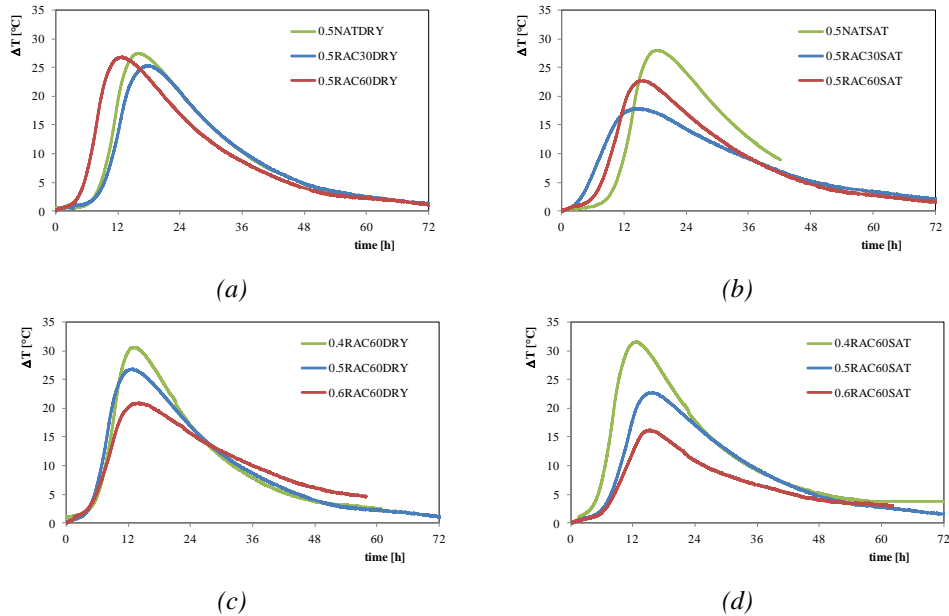 ΔT [°C]
35
30
25
20
15
10
5
0
0.5NATDRY
0.5RAC30DRY
0.5RAC60DRY
0 12 24 36 48 60 72
time [h]
(a)
ΔT [°C]
35
30
25
20
15
10
5
0
0.5NATSAT
0.5RAC30SAT
0.5RAC60SAT
0 12 24 36 48 60 72
time [h]
(b)
ΔT [°C]
35
30
25
20
15
10
5
0
0.4RAC60DRY
0.5RAC60DRY
0.6RAC60DRY
0 12 24 36 48 60 72
time [h]
(c)
ΔT [°C]
35
30
25
20
15
10
5
0
0.4RAC60SAT
0.5RAC60SAT
0.6RAC60SAT
0 12 24 36 48 60 72
time [h]
(d)